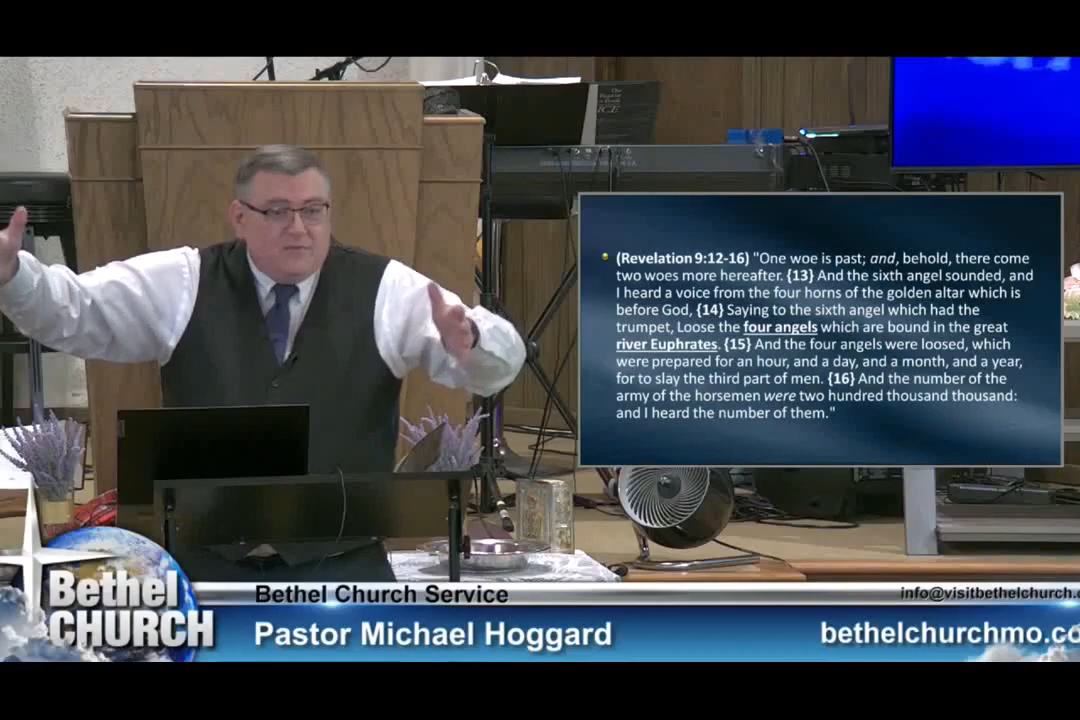 (Revelation 9:12-16) "One woe is past; and, behold, there come
two woes more hereafter. {13} And the sixth angel sounded, and
I heard a voice from the four horns of the golden altar which is
before God, {14} Saying to the sixth angel which had the
trumpet, Loose the four angels which are bound in the great
river Euphrates. {15} And the four angels were loosed, which
were prepared for an hour, and a day, and a month, and a year,
for to slay the third part of men. {16} And the number of the
army of the horsemen were two hundred thousand thousand:
and I heard the number of them."
Bethel
CHURCH
Bethel Church Service
info@visitbethelchurch.
Pastor Michael Hoggard
bethelchurchmo.co